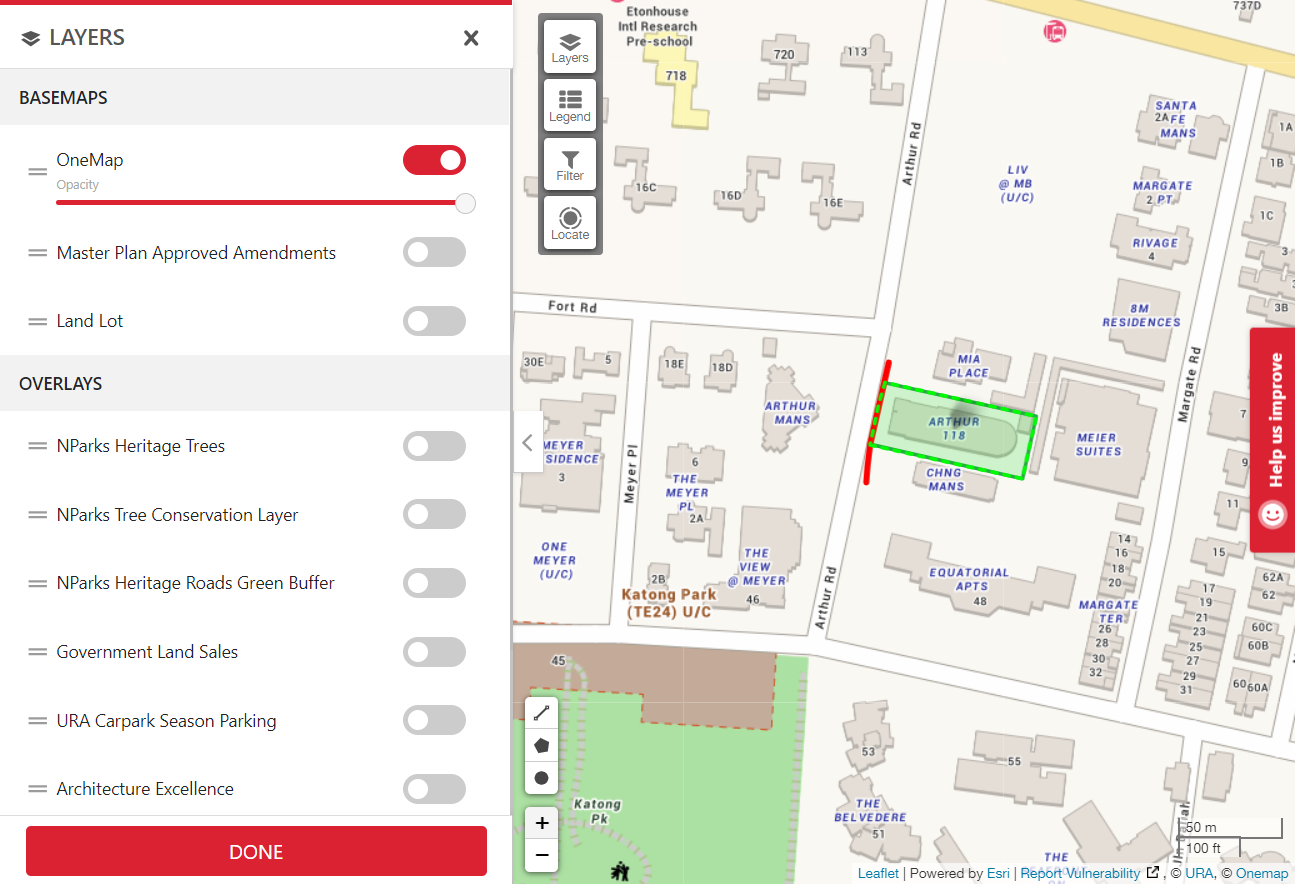 LAYERS
BASEMAPS
OneMap
Opacity
Master Plan Approved Amendments
Land Lot
OVERLAYS
NParks Heritage Trees
NParks Tree Conservation Layer
NParks Heritage Roads Green Buffer
Government Land Sales
URA Carpark Season Parking
Architecture Excellence
DONE
Layers
Legend
Filter
Locate
Etonhouse
Intl Research
Pre-school
718
720
113
737D
16C
16D
16E
Arthur Rd
LIV
@ MB
(U/C)
SANTA
2A FE
MANS
1A
1B
MARGATE
2 PT
1C
RIVAGE
4
3
3B
8M
RESIDENCES
Fort Rd
30E
5
18E
18D
MIA
PLACE
ARTHUR
MANS
ARTHUR
118
Margate Rd
7
Help us improve
MEYER
SIDENCE
3
Meyer Pl
6
THE
MEYER
PL
2A
CHNG
MANS
MEIER
SUITES
9
11
ONE
MEYER
(U/C)
THE
VIEW
@ MEYER
46
2B
Katong Park
(TE24) U/C
Arthur Rd
EQUATORIAL
APTS
48
14
16
18
20
MARGATE
TER
26
28
30
32
15
17
19
21
23
25
27
29
31
62A
62
60C
60B
60
60A
45
Katong
Pk
53
THE
BELVEDERE
51
55
THE
50 m
100 ft
+
−
Leaflet | Powered by Esri | Report Vulnerability , © URA, © Onemap